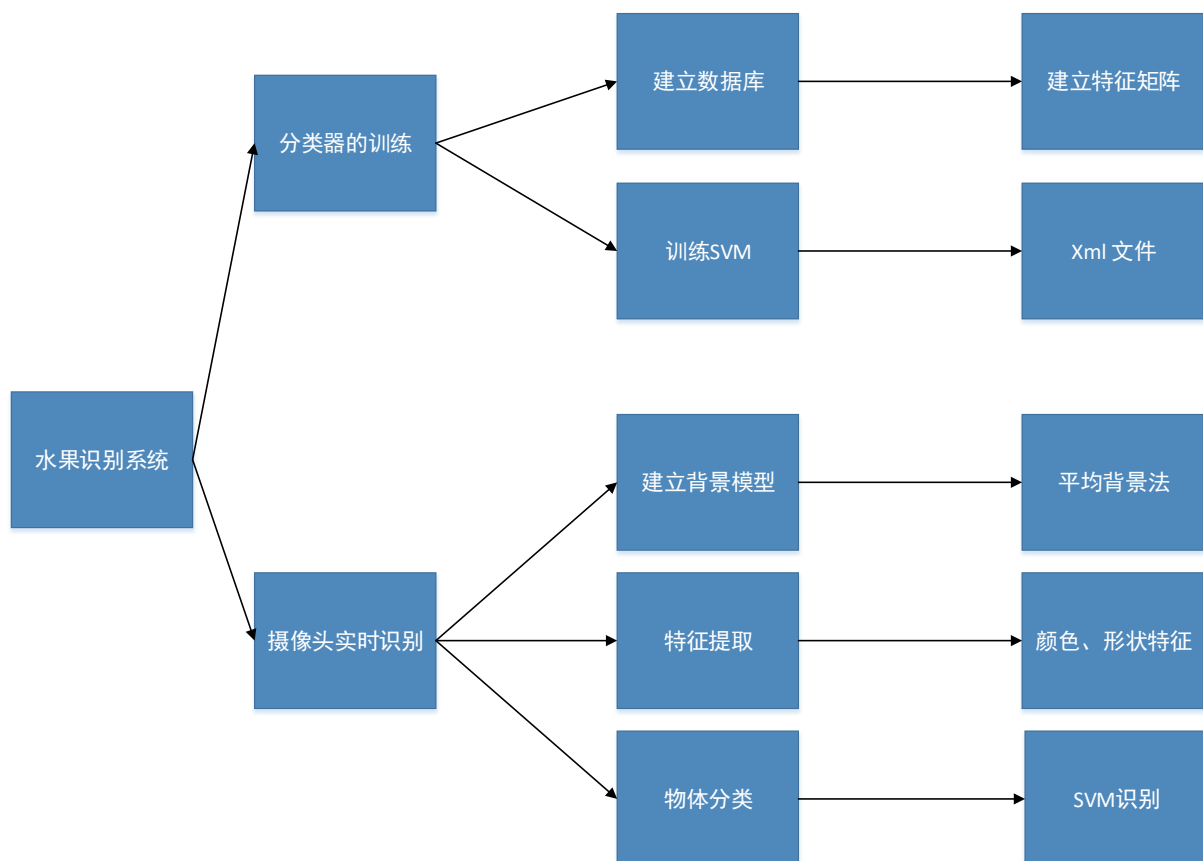 建立数据库
建立特征矩阵
分类器的训练
训练SVM
Xml 文件
水果识别系统
建立背景模型
平均背景法
摄像头实时识别
特征提取
颜色、形状特征
物体分类
SVM识别